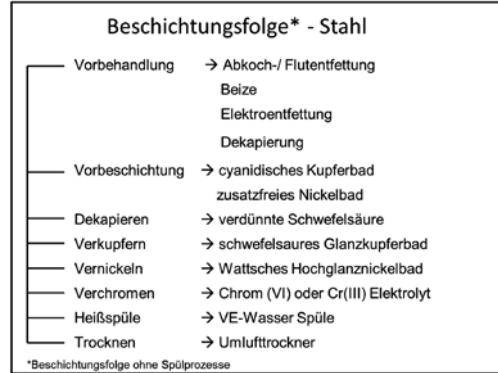 Beschichtungsfolge* - Stahl
Vorbehandlung → Abkoch-/ Flutentfettung
Beize
Elektroentfettung
Dekapierung
Vorbeschichtung → cyanidisches Kupferbad
zusatzfreies Nickelbad
Dekapieren → verdünnte Schwefelsäure
Verkupfern → schwefelsaures Glanzkupferbad
Vernickeln → Wattsches Hochglanznickelbad
Verchromen → Chrom (VI) oder Cr(III) Elektrolyt
Heißspüle → VE-Wasser Spüle
Trocknen → Umlufttrockner
*Beschichtungsfolge ohne Spülprozesse